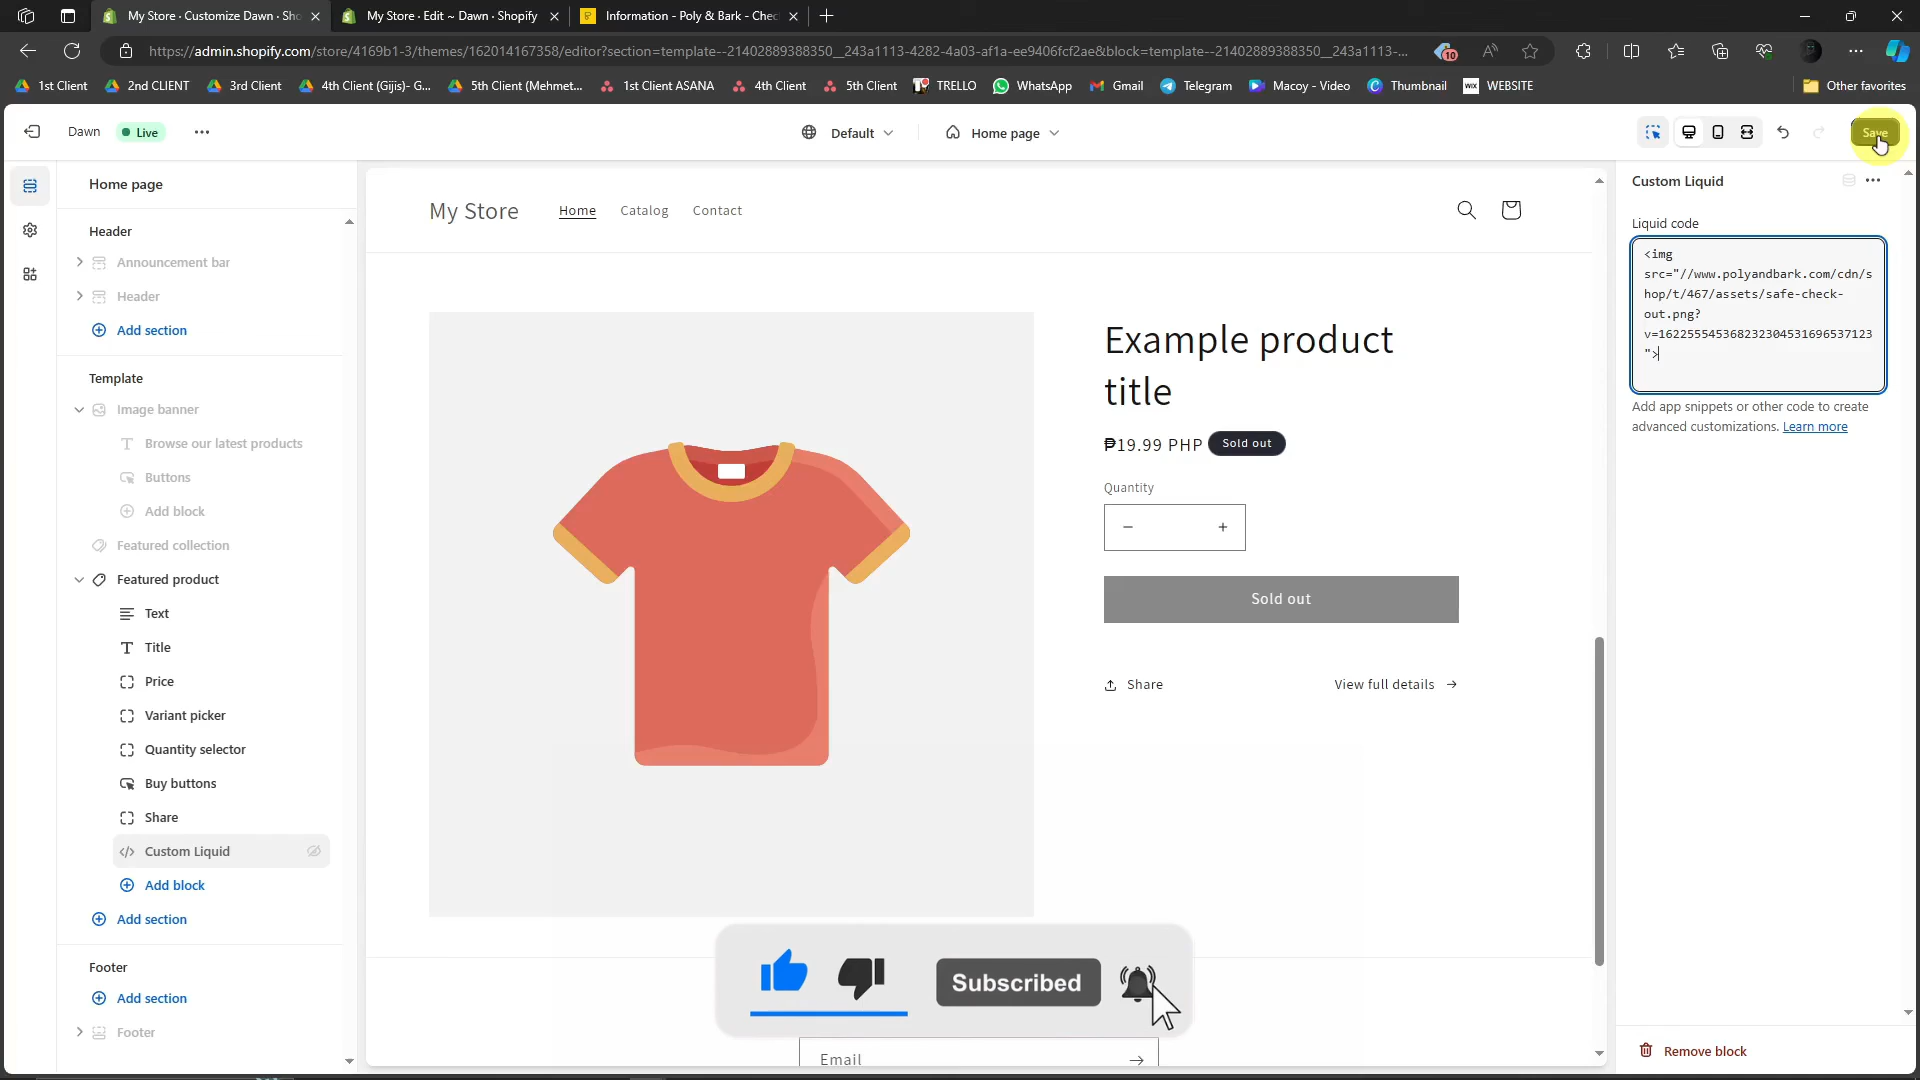 My Store · Customize Dawn · Sho
My Store · Edit ~ Dawn · Shopify
Information - Poly & Bark - Chec
https://admin.shopify.com/store/4169b1-3/themes/162014167358/editor?section=template--21402889388350__243a1113-4282-4a03-af1a-ee9406fcf2ae&block=template--21402889388350__243a1113-...
10
1st Client
2nd CLIENT
3rd Client
4th Client (Gijis)- G...
5th Client (Mehmet...
1st Client ASANA
4th Client
5th Client
TRELLO
WhatsApp
Gmail
Telegram
Macoy - Video
Thumbnail
WIX
WEBSITE
Other favorites
Dawn
Live
Default
Home page
Save
Home page
Header
Announcement bar
Header
Add section
Template
Image banner
Browse our latest products
Buttons
Add block
Featured collection
Featured product
Text
Title
Price
Variant picker
Quantity selector
Buy buttons
Share
Custom Liquid
Add block
Add section
Footer
Add section
Footer
My Store
Home
Catalog
Contact
Example product
title
₱19.99 PHP
Sold out
Quantity
Sold out
Share
View full details
Subscribed
Email
Custom Liquid
Liquid code
<img
src="//www.polyandbark.com/cdn/s
hop/t/467/assets/safe-check-
out.png?
v=162255545368232304531696537123
">
Add app snippets or other code to create
advanced customizations. Learn more
Remove block